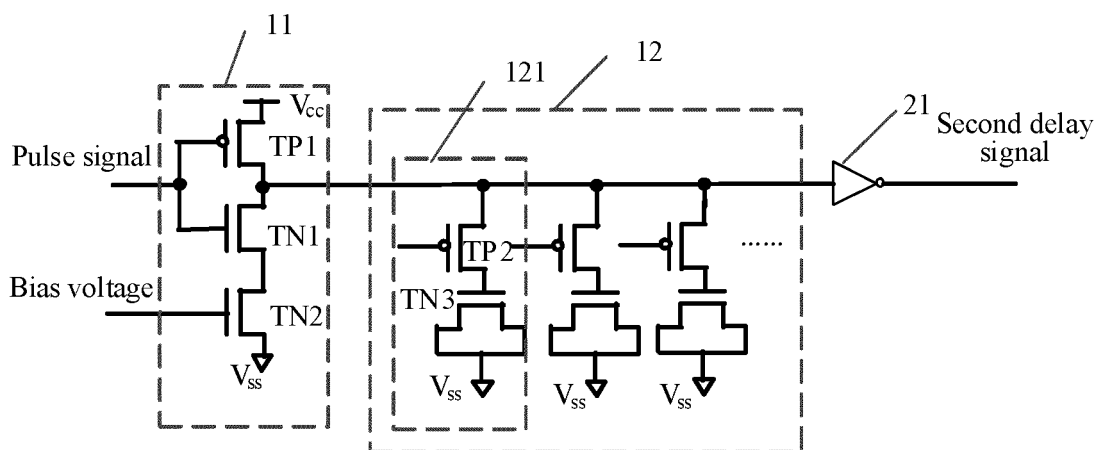 11
12
121
Vcc
21
Second delay
signal
Pulse signal
TP1
TN1
TP2
......
Bias voltage
TN2
TN3
Vss
Vss
Vss
Vss